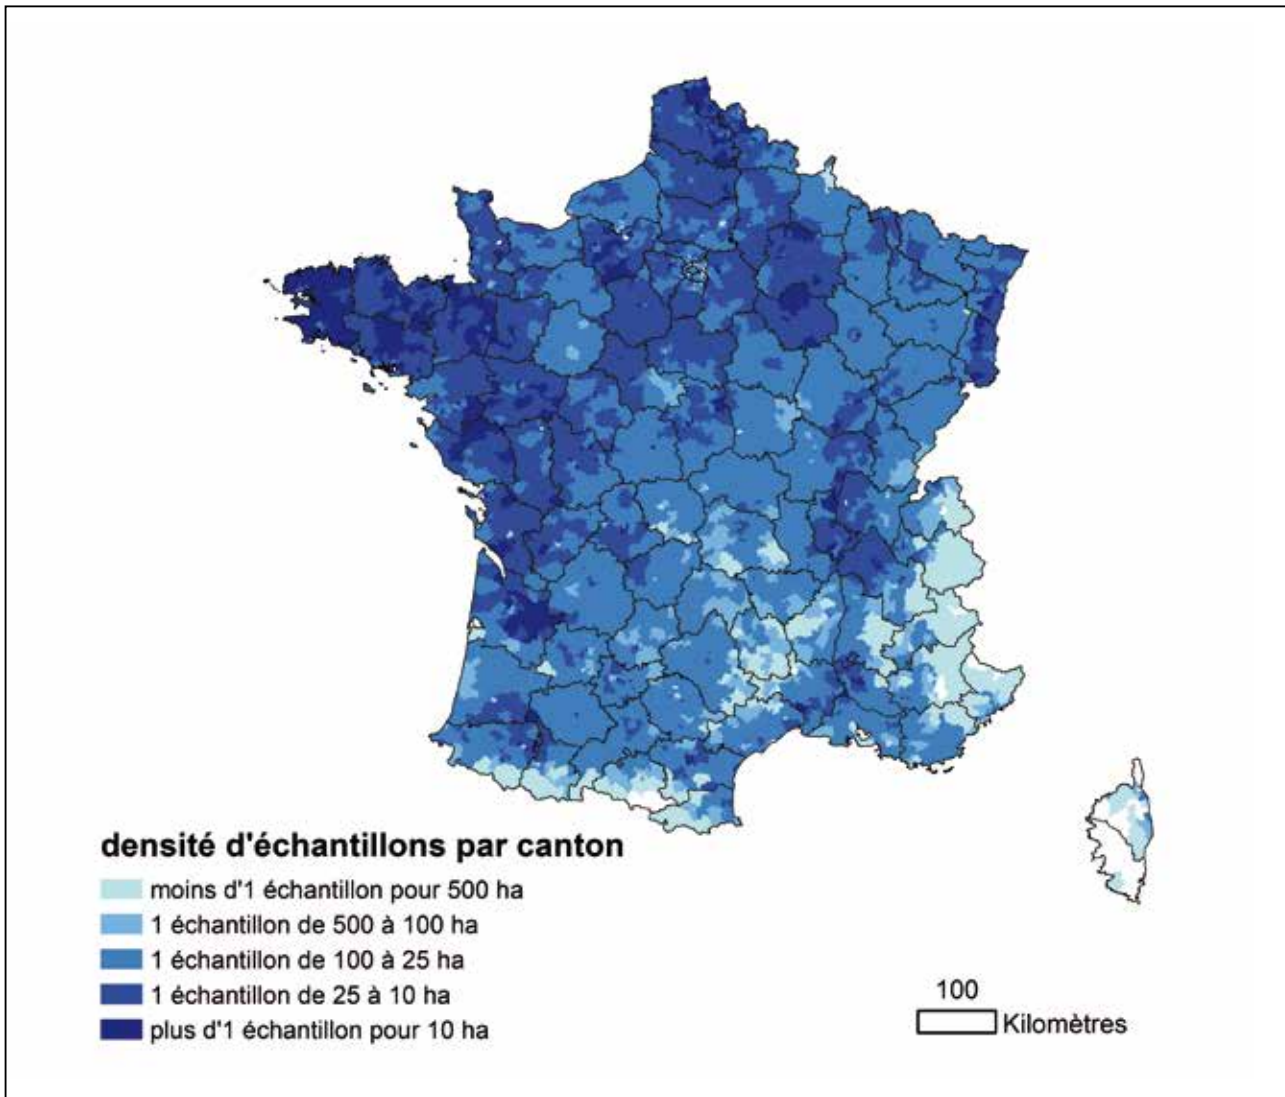 densité d'échantillons par canton
moins d'1 échantillon pour 500 ha
1 échantillon de 500 à 100 ha
1 échantillon de 100 à 25 ha
1 échantillon de 25 à 10 ha
plus d'1 échantillon pour 10 ha
100
Kilomètres